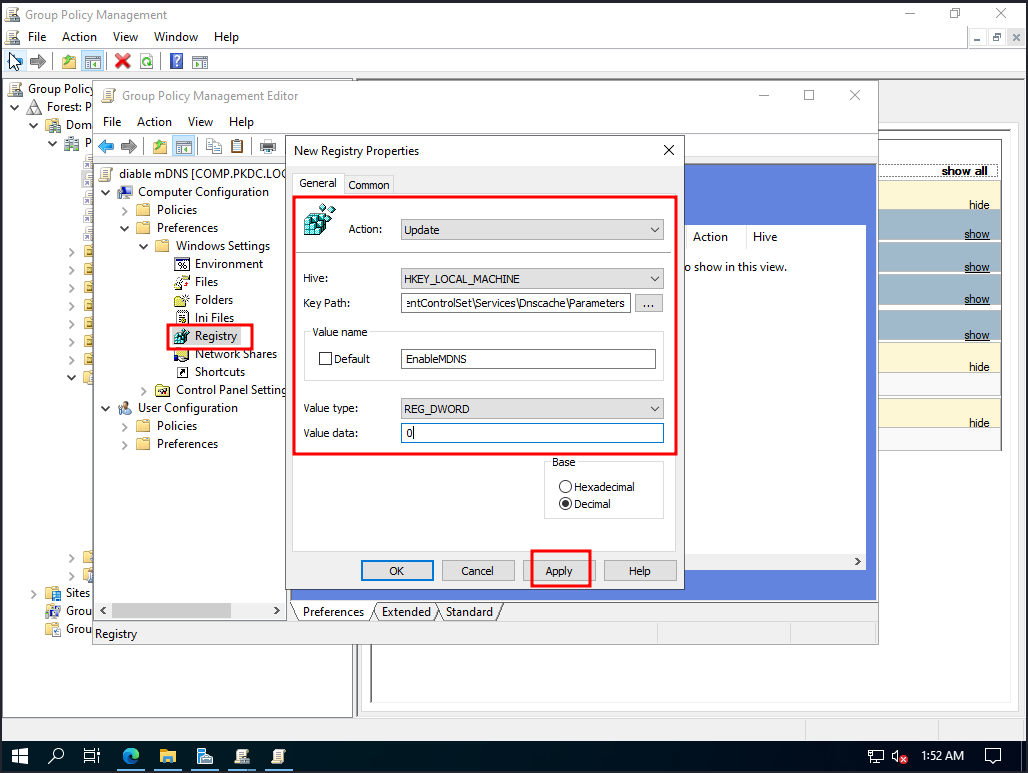 Group Policy Management
File Action View Window Help
Group Policy
Forest: P
Dom
P
Sites
Grou
Grou
show all
hide
show
show
show
show
hide
hide
Group Policy Management Editor
File Action View Help
diable mDNS [COMP.PKDC.LOC
Computer Configuration
Policies
Preferences
Windows Settings
Environment
Files
Folders
Ini Files
Registry
Network Shares
Shortcuts
Control Panel Setting
User Configuration
Policies
Preferences
Action Hive
o show in this view.
Preferences Extended Standard
Registry
New Registry Properties
General Common
Action: Update
Hive: HKEY_LOCAL_MACHINE
Key Path: entControlSet\Services\Dnscache\Parameters ...
Value name
Default EnableMDNS
Value type: REG_DWORD
Value data: 0
Base
Hexadecimal
Decimal
OK Cancel Apply Help
1:52 AM